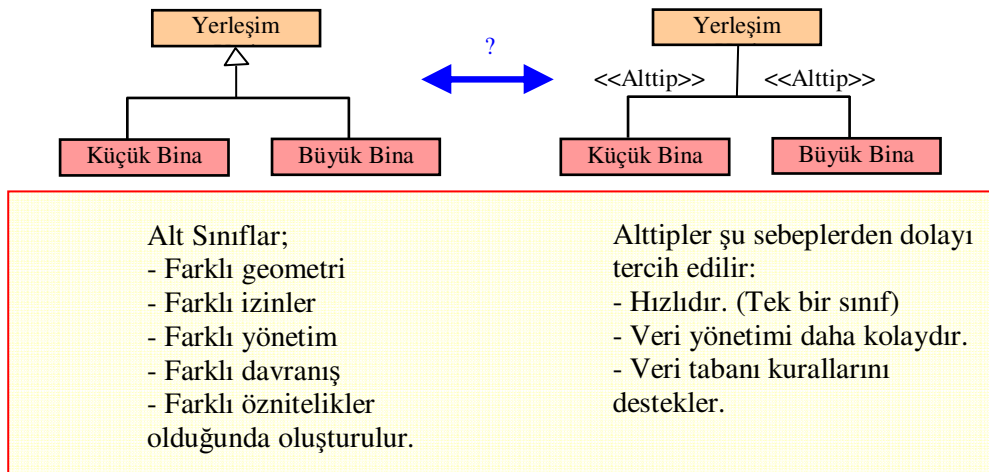 Yerleşim
Küçük Bina
Büyük Bina
?
Yerleşim
<<Alttip>>
<<Alttip>>
Küçük Bina
Büyük Bina
Alt Sınıflar;
- Farklı geometri
- Farklı izinler
- Farklı yönetim
- Farklı davranış
- Farklı öznitelikler
olduğunda oluşturulur.
Alttipler şu sebeplerden dolayı
tercih edilir:
- Hızlıdır. (Tek bir sınıf)
- Veri yönetimi daha kolaydır.
- Veri tabanı kurallarını
destekler.